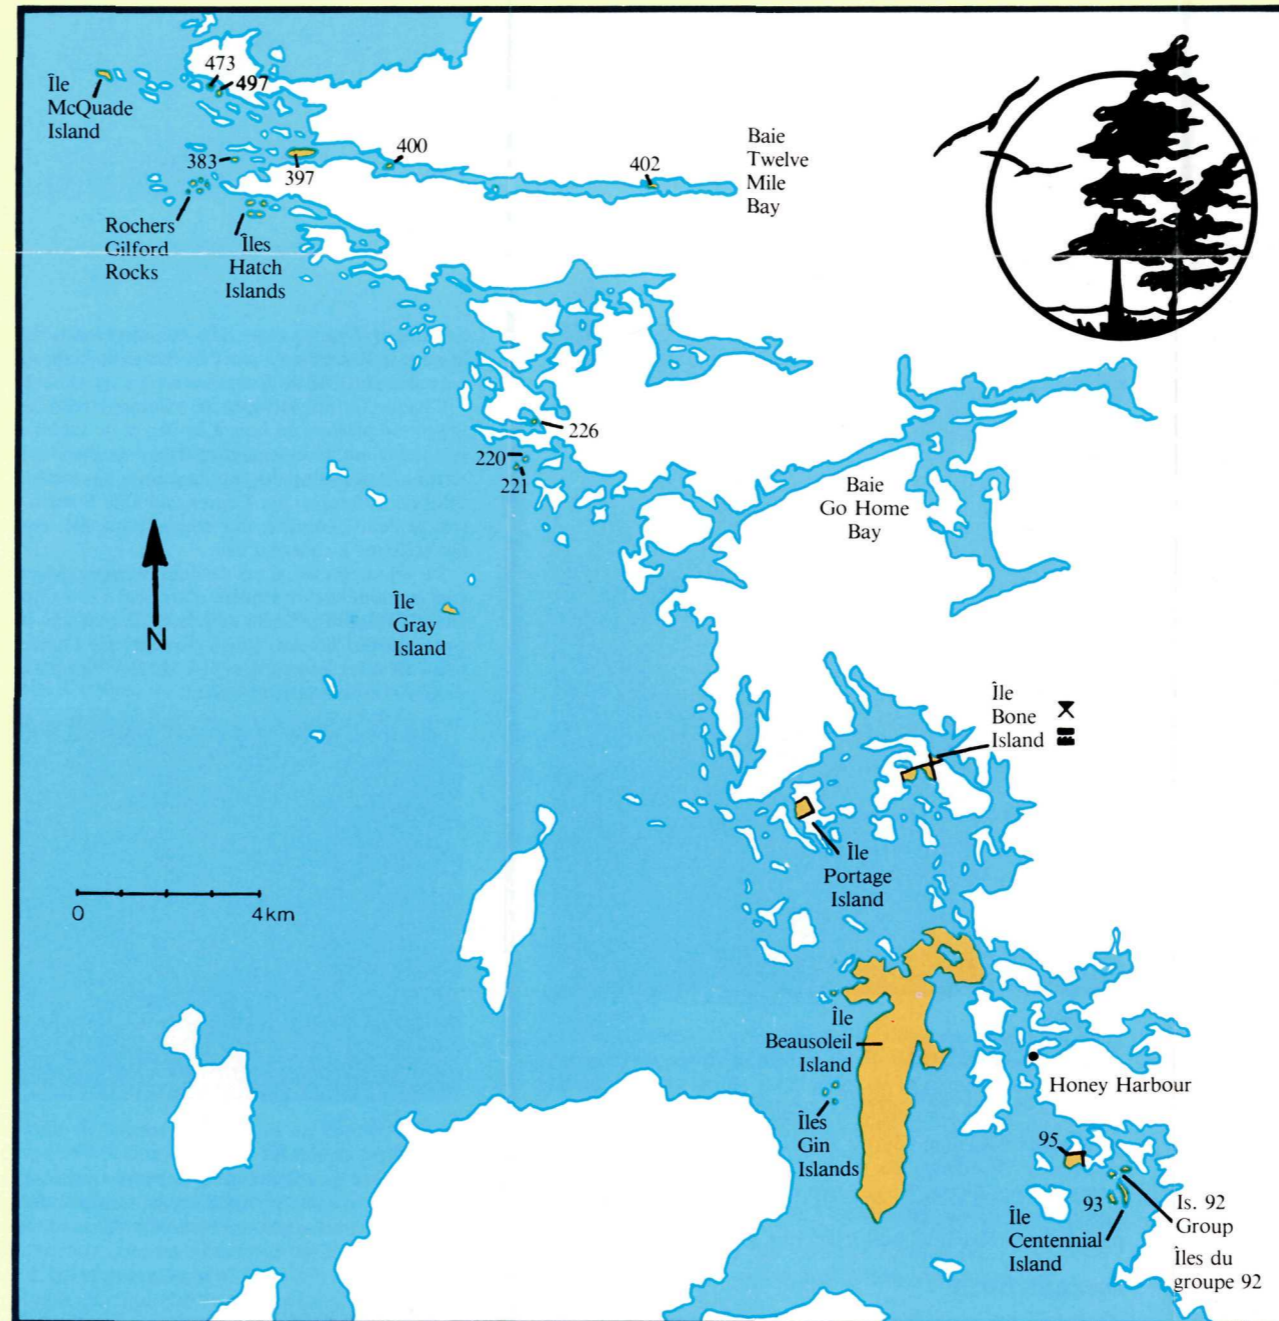 473
497
Île
McQuade
Island
383
397
400
402
Baie
Twelve
Mile
Bay
Rochers
Gilford
Rocks
Îles
Hatch
Islands
226
220
221
Baie
Go Home
Bay
N
Île
Gray
Island
Île
Bone
Island
Île
Portage
Island
0 4km
Île
Beausoleil
Island
Honey Harbour
Îles
Gin
Islands
95
93
Île
Centennial
Island
Is. 92
Group
Îles du
groupe 92